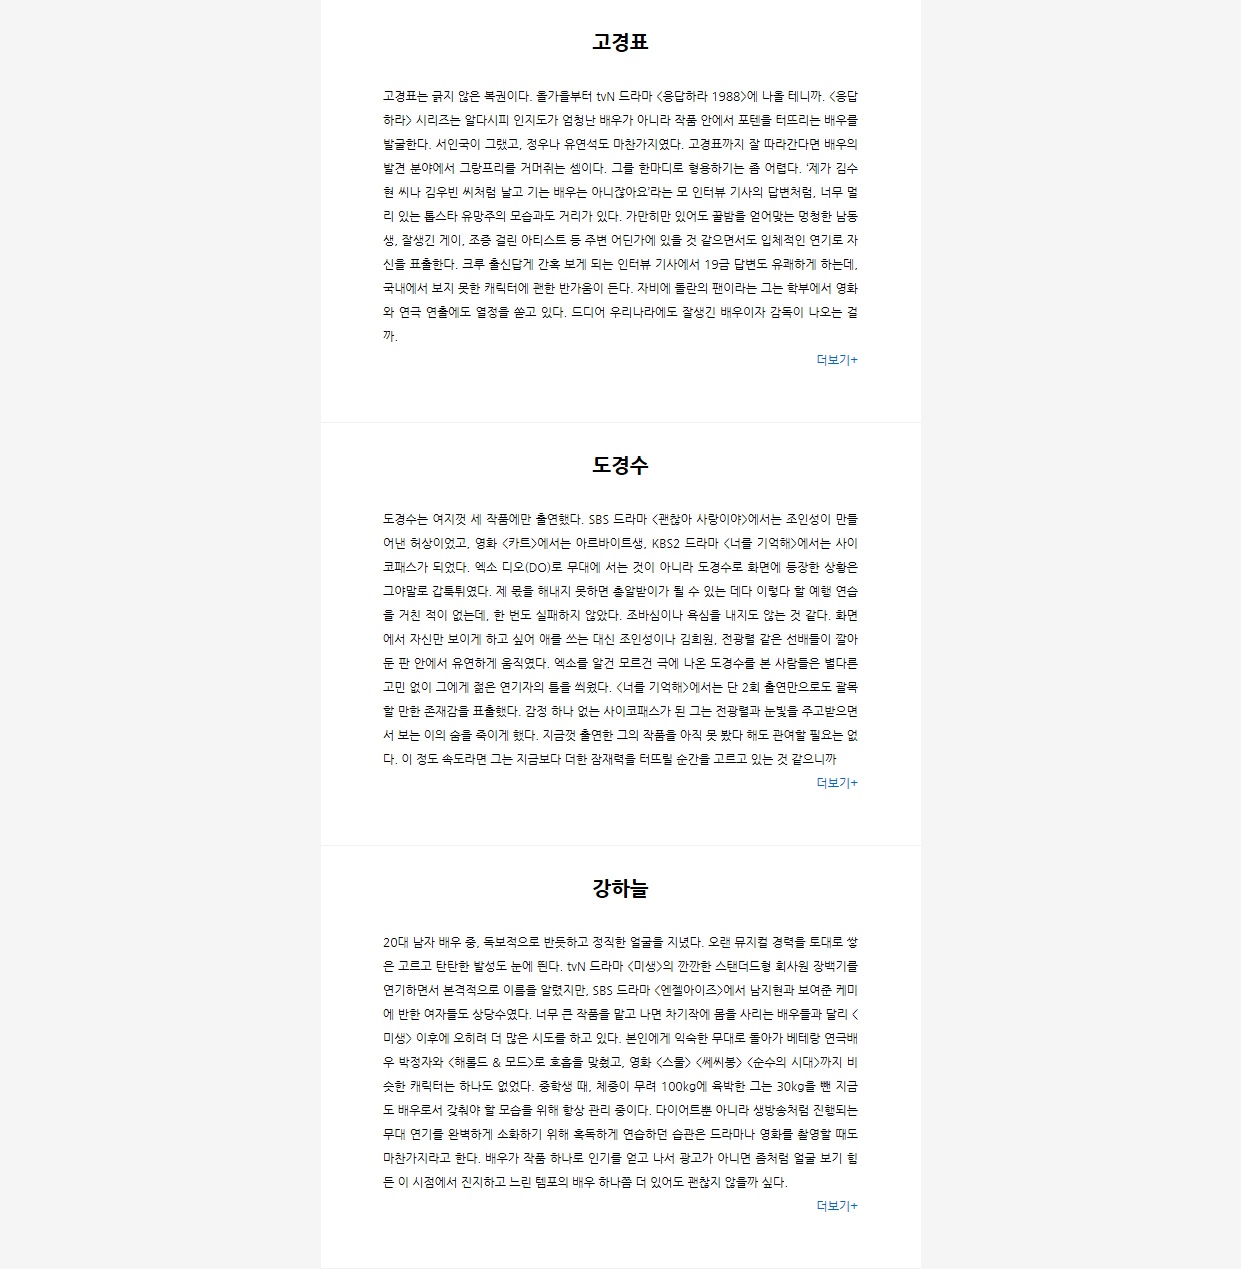 고경표
고경표는 긁지 않은 복권이다. 올가을부터 tvN 드라마 <응답하라 1988>에 나올 테니까. <응답
하라> 시리즈는 알다시피 인지도가 엄청난 배우가 아니라 작품 안에서 포텐을 터뜨리는 배우를
발굴한다. 서인국이 그랬고, 정우나 유연석도 마찬가지였다. 고경표까지 잘 따라간다면 배우의
발견 분야에서 그랑프리를 거머쥐는 셈이다. 그를 한마디로 형용하기는 좀 어렵다. ‘제가 김수
현 씨나 김우빈 씨처럼 날고 기는 배우는 아니잖아요’라는 모 인터뷰 기사의 답변처럼, 너무 멀
리 있는 톱스타 유망주의 모습과도 거리가 있다. 가만히만 있어도 꿀밤을 얻어맞는 멍청한 남동
생, 잘생긴 게이, 조증 걸린 아티스트 등 주변 어딘가에 있을 것 같으면서도 입체적인 연기로 자
신을 표출한다. 크루 출신답게 간혹 보게 되는 인터뷰 기사에서 19금 답변도 유쾌하게 하는데,
국내에서 보지 못한 캐릭터에 괜한 반가움이 든다. 자비에 돌란의 팬이라는 그는 학부에서 영화
와 연극 연출에도 열정을 쏟고 있다. 드디어 우리나라에도 잘생긴 배우이자 감독이 나오는 걸
까.
더보기+
도경수
도경수는 여지껏 세 작품에만 출연했다. SBS 드라마 <괜찮아 사랑이야>에서는 조인성이 만들
어낸 허상이었고, 영화 <카트>에서는 아르바이트생, KBS2 드라마 <너를 기억해>에서는 사이
코패스가 되었다. 엑소 디오(DO)로 무대에 서는 것이 아니라 도경수로 화면에 등장한 상황은
그야말로 갑툭튀였다. 제 몫을 해내지 못하면 총알받이가 될 수 있는 데다 이렇다 할 예행 연습
을 거친 적이 없는데, 한 번도 실패하지 않았다. 조바심이나 욕심을 내지도 않는 것 같다. 화면
에서 자신만 보이게 하고 싶어 애를 쓰는 대신 조인성이나 김희원, 전광렬 같은 선배들이 깔아
둔 판 안에서 유연하게 움직였다. 엑소를 알건 모르건 극에 나온 도경수를 본 사람들은 별다른
고민 없이 그에게 젊은 연기자의 틀을 씌웠다. <너를 기억해>에서는 단 2회 출연만으로도 괄목
할 만한 존재감을 표출했다. 감정 하나 없는 사이코패스가 된 그는 전광렬과 눈빛을 주고받으면
서 보는 이의 숨을 죽이게 했다. 지금껏 출연한 그의 작품을 아직 못 봤다 해도 관여할 필요는 없
다. 이 정도 속도라면 그는 지금보다 더한 잠재력을 터뜨릴 순간을 고르고 있는 것 같으니까
더보기+
강하늘
20대 남자 배우 중, 독보적으로 반듯하고 정직한 얼굴을 지녔다. 오랜 뮤지컬 경력을 토대로 쌓
은 고르고 탄탄한 발성도 눈에 띈다. tvN 드라마 <미생>의 깐깐한 스탠더드형 회사원 장백기를
연기하면서 본격적으로 이름을 알렸지만, SBS 드라마 <엔젤아이즈>에서 남지현과 보여준 케미
에 반한 여자들도 상당수였다. 너무 큰 작품을 맡고 나면 차기작에 몸을 사리는 배우들과 달리 <
미생> 이후에 오히려 더 많은 시도를 하고 있다. 본인에게 익숙한 무대로 돌아가 베테랑 연극배
우 박정자와 <해롤드 & 모드>로 호흡을 맞췄고, 영화 <스물> <쎄씨봉> <순수의 시대>까지 비
슷한 캐릭터는 하나도 없었다. 중학생 때, 체중이 무려 100kg에 육박한 그는 30kg을 뺀 지금
도 배우로서 갖춰야 할 모습을 위해 항상 관리 중이다. 다이어트뿐 아니라 생방송처럼 진행되는
무대 연기를 완벽하게 소화하기 위해 혹독하게 연습하던 습관은 드라마나 영화를 촬영할 때도
마찬가지라고 한다. 배우가 작품 하나로 인기를 얻고 나서 광고가 아니면 좀처럼 얼굴 보기 힘
든 이 시점에서 진지하고 느린 템포의 배우 하나쯤 더 있어도 괜찮지 않을까 싶다.
더보기+